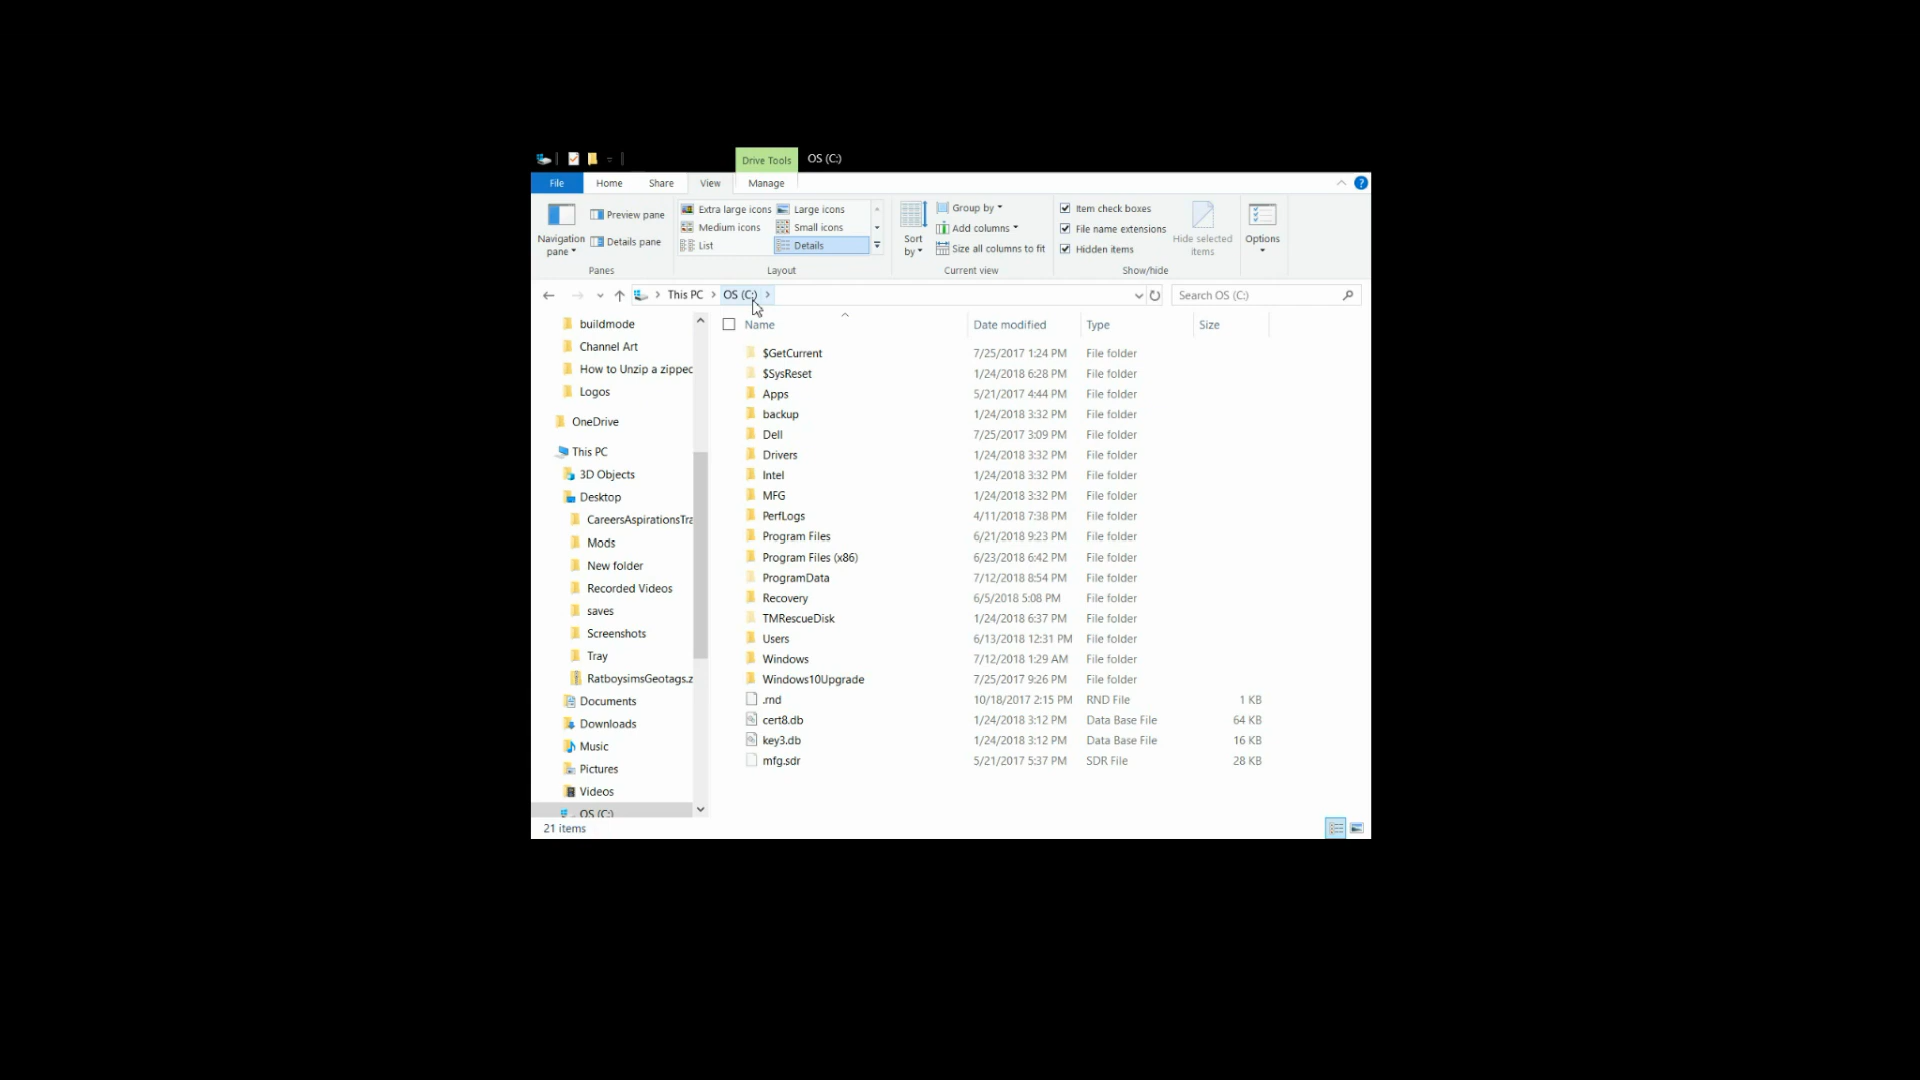 Drive Tools OS (C:)
File Home Share View Manage
Navigation pane
Preview pane
Details pane
Panes
Extra large icons Large icons
Medium icons Small icons
List Details
Layout
Sort by
Group by
Add columns
Size all columns to fit
Current view
Item check boxes
File name extensions
Hidden items
Hide selected items
Show/hide
Options
This PC OS (C:)
Search OS (C:)
buildmode
Channel Art
How to Unzip a zipped
Logos
OneDrive
This PC
3D Objects
Desktop
CareersAspirationsTra
Mods
New folder
Recorded Videos
saves
Screenshots
Tray
RatboysimsGeotags.z
Documents
Downloads
Music
Pictures
Videos
OS (C:)
Name Date modified Type Size
$GetCurrent 7/25/2017 1:24 PM File folder
$SysReset 1/24/2018 6:28 PM File folder
Apps 5/21/2017 4:44 PM File folder
backup 1/24/2018 3:32 PM File folder
Dell 7/25/2017 3:09 PM File folder
Drivers 1/24/2018 3:32 PM File folder
Intel 1/24/2018 3:32 PM File folder
MFG 1/24/2018 3:32 PM File folder
PerfLogs 4/11/2018 7:38 PM File folder
Program Files 6/21/2018 9:23 PM File folder
Program Files (x86) 6/23/2018 6:42 PM File folder
ProgramData 7/12/2018 8:54 PM File folder
Recovery 6/5/2018 5:08 PM File folder
TMRescueDisk 1/24/2018 6:37 PM File folder
Users 6/13/2018 12:31 PM File folder
Windows 7/12/2018 1:29 AM File folder
Windows10Upgrade 7/25/2017 9:26 PM File folder
.rnd 10/18/2017 2:15 PM RND File 1 KB
cert8.db 1/24/2018 3:12 PM Data Base File 64 KB
key3.db 1/24/2018 3:12 PM Data Base File 16 KB
mfg.sdr 5/21/2017 5:37 PM SDR File 28 KB
21 items